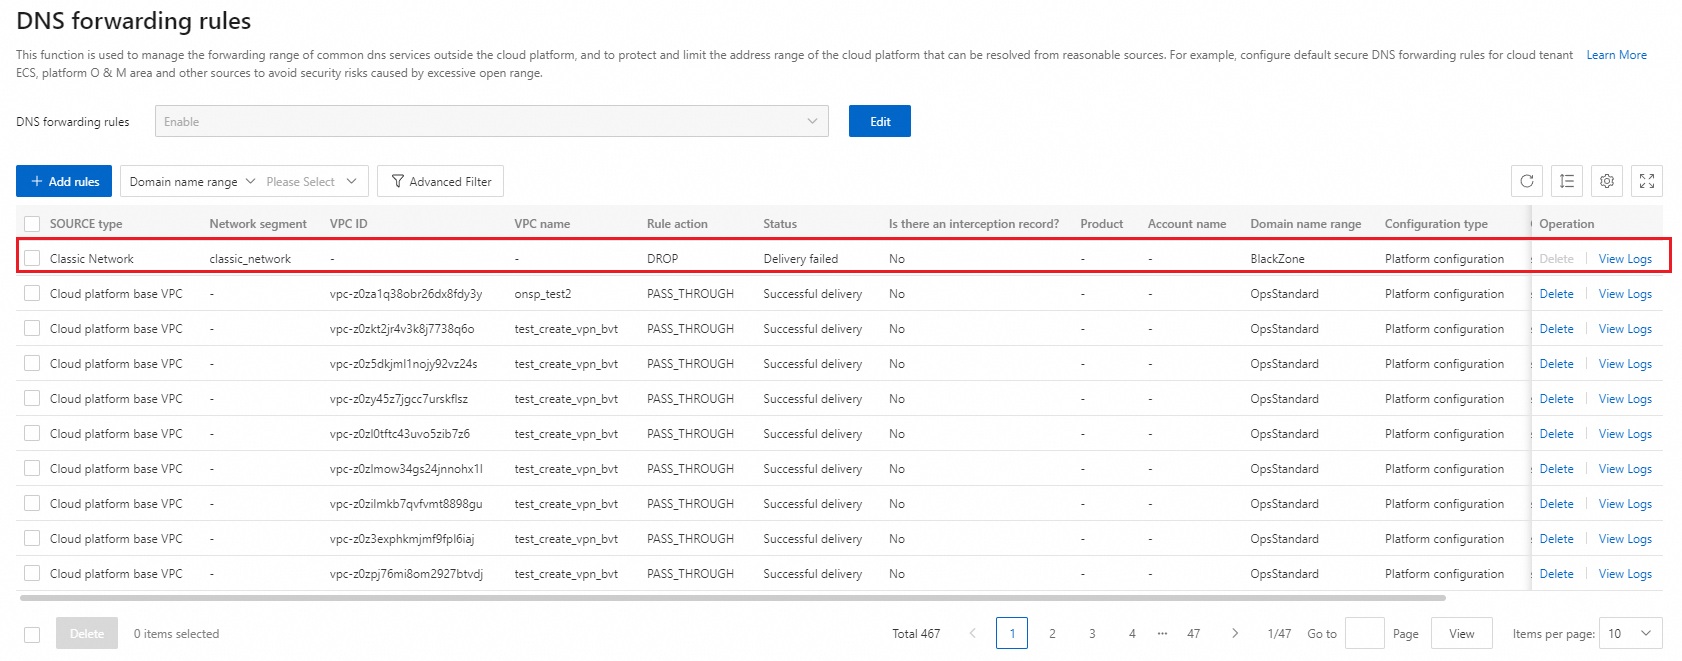 DNS forwarding rules
This function is used to manage the forwarding range of common dns services outside the cloud platform, and to protect and limit the address range of the cloud platform that can be resolved from reasonable sources. For example, configure default secure DNS forwarding rules for cloud tenant Learn More
ECS, platform O & M area and other sources to avoid security risks caused by excessive open range.
DNS forwarding rules Enable Edit
+ Add rules Domain name range Please Select Advanced Filter
SOURCE type Network segment VPC ID VPC name Rule action Status Is there an interception record? Product Account name Domain name range Configuration type Operation
Classic Network classic_network - - DROP Delivery failed No - - BlackZone Platform configuration Delete View Logs
Cloud platform base VPC - vpc-z0za1q38obr26dx8fdy3y onsp_test2 PASS_THROUGH Successful delivery No - - OpsStandard Platform configuration Delete View Logs
Cloud platform base VPC - vpc-z0zkt2jr4v3k8j7738q6o test_create_vpn_bvt PASS_THROUGH Successful delivery No - - OpsStandard Platform configuration Delete View Logs
Cloud platform base VPC - vpc-z0z5dkjml1nojy92vz24s test_create_vpn_bvt PASS_THROUGH Successful delivery No - - OpsStandard Platform configuration Delete View Logs
Cloud platform base VPC - vpc-z0zy45z7jgcc7urskflsz test_create_vpn_bvt PASS_THROUGH Successful delivery No - - OpsStandard Platform configuration Delete View Logs
Cloud platform base VPC - vpc-z0zl0tftc43uvo5zib7z6 test_create_vpn_bvt PASS_THROUGH Successful delivery No - - OpsStandard Platform configuration Delete View Logs
Cloud platform base VPC - vpc-z0zlmow34gs24jnnohx1l test_create_vpn_bvt PASS_THROUGH Successful delivery No - - OpsStandard Platform configuration Delete View Logs
Cloud platform base VPC - vpc-z0zilmkb7qvfvmt8898gu test_create_vpn_bvt PASS_THROUGH Successful delivery No - - OpsStandard Platform configuration Delete View Logs
Cloud platform base VPC - vpc-z0z3exphkmjmf9fpl6iaj test_create_vpn_bvt PASS_THROUGH Successful delivery No - - OpsStandard Platform configuration Delete View Logs
Cloud platform base VPC - vpc-z0zpj76mi8om2927btvdj test_create_vpn_bvt PASS_THROUGH Successful delivery No - - OpsStandard Platform configuration Delete View Logs
Delete 0 items selected Total 467 1 2 3 4 ... 47 1/47 Go to Page View Items per page: 10